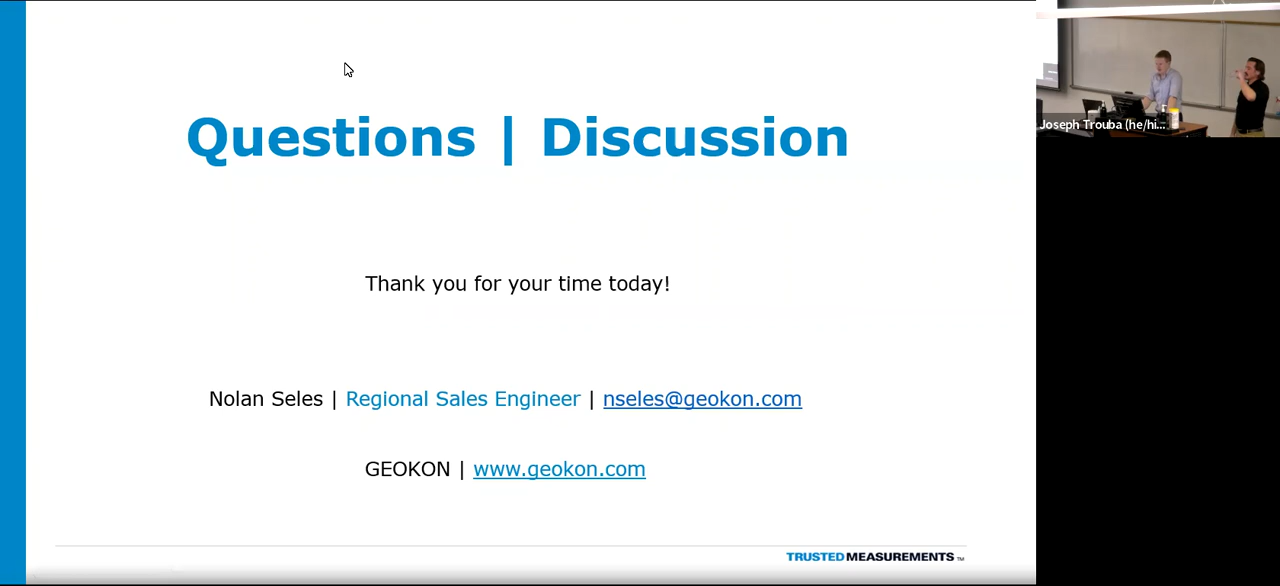 Questions | Discussion
Thank you for your time today!
Nolan Seles | Regional Sales Engineer | nseles@geokon.com
GEOKON | www.geokon.com
TRUSTED MEASUREMENTS ™
Joseph Trouba (he/hi...